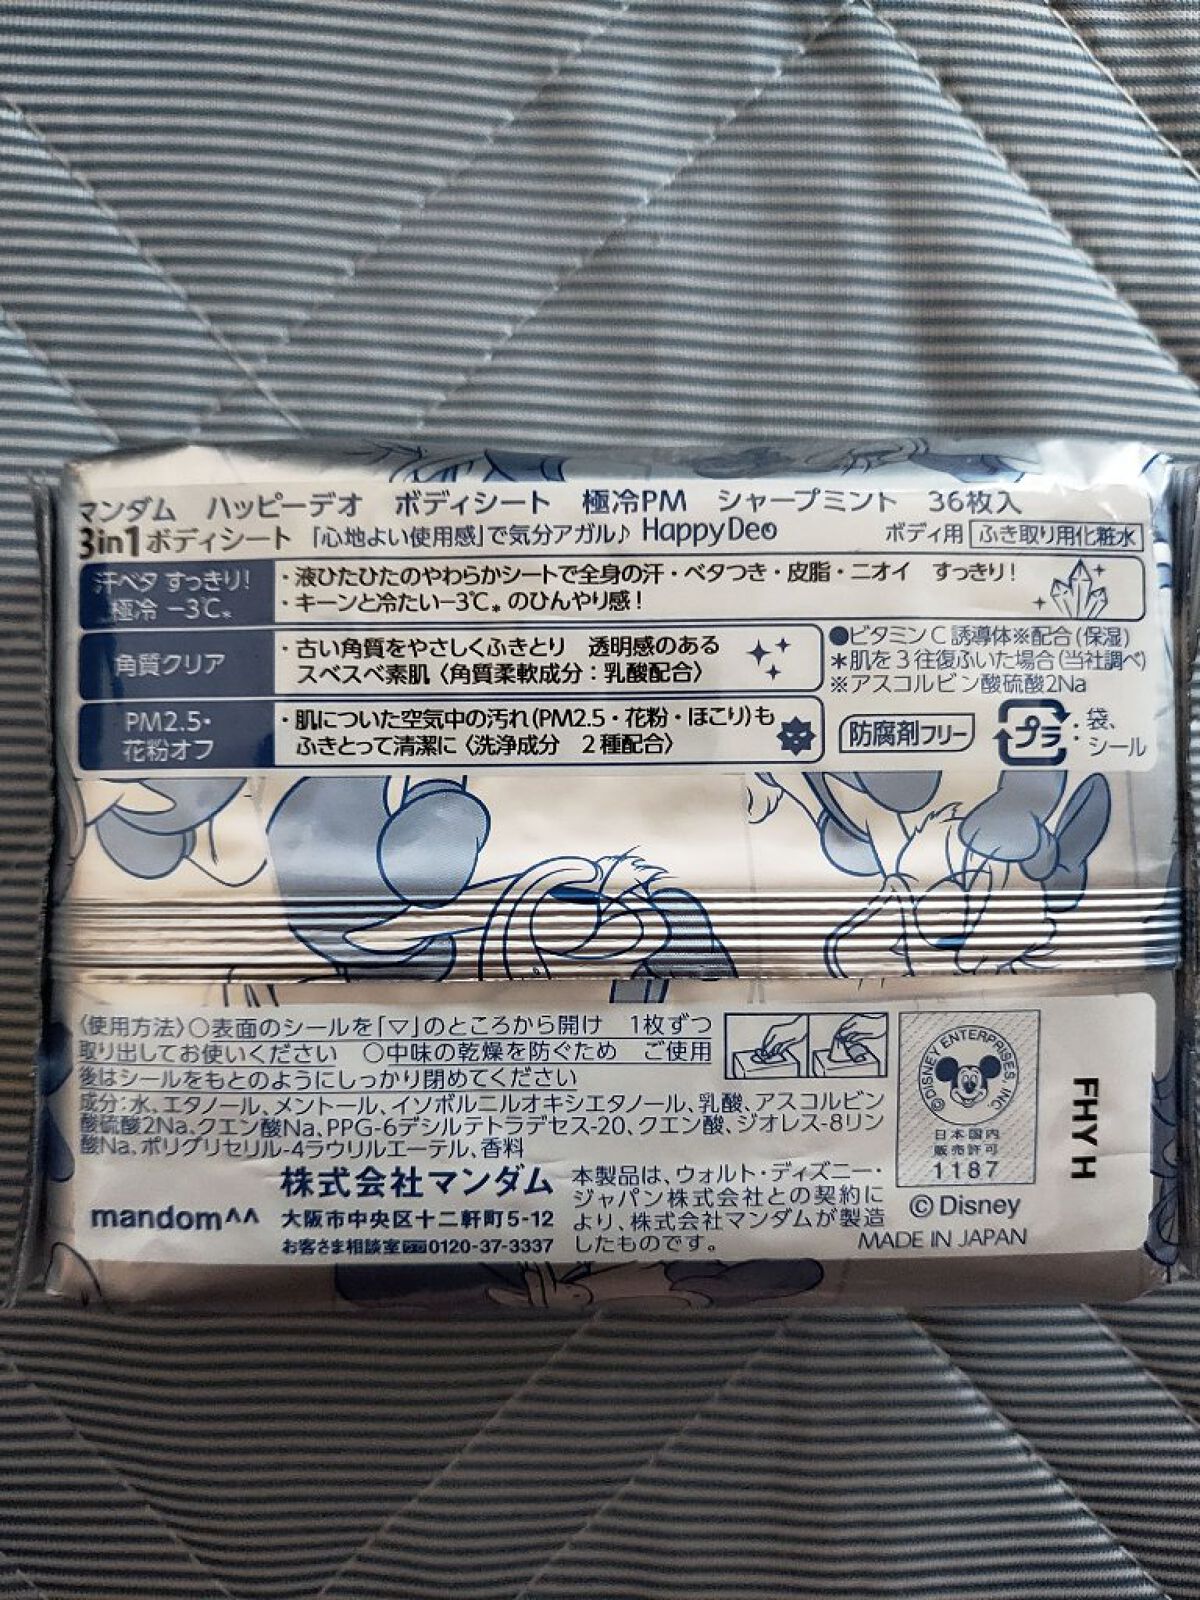 マンダム ハッピーデオ ボディシート 極冷PM シャープミント 36枚入
3in1ボディシート 「心地よい使用感」で気分アガル♪ HappyDeo ボディ用 ふき取り用化粧水
汗ベタ すっきり!
極冷 −3℃*
・液ひたひたのやわらかシートで全身の汗・ベタつき・皮脂・ニオイ すっきり!
・キーンと冷たい−3℃*のひんやり感!
角質クリア
・古い角質をやさしくふきとり 透明感のある
スベスベ素肌〈角質柔軟成分:乳酸配合〉
PM2.5・
花粉オフ
・肌についた空気中の汚れ(PM2.5・花粉・ほこり)も
ふきとって清潔に〈洗浄成分 2種配合〉
●ビタミンC誘導体※配合(保湿)
*肌を3往復ふいた場合(当社調べ)
※アスコルビン酸硫酸2Na
防腐剤フリー
プラ
:袋、
シール
〈使用方法〉○表面のシールを「▽」のところから開け 1枚ずつ
取り出してお使いください ○中味の乾燥を防ぐため ご使用
後はシールをもとのようにしっかり閉めてください
成分:水、エタノール、メントール、イソボルニルオキシエタノール、乳酸、アスコルビン
酸硫酸2Na、クエン酸Na、PPG-6デシルテトラデセス-20、クエン酸、ジオレス-8リン
酸Na、ポリグリセリル-4ラウリルエーテル、香料
mandom^^
株式会社マンダム
大阪市中央区十二軒町5-12
お客さま相談室 0120-37-3337
本製品は、ウォルト・ディズニー・
ジャパン株式会社との契約に
より、株式会社マンダムが製造
したものです。
©DISNEY ENTERPRISES, INC.
日本国内
販売許可
1187
©Disney
MADE IN JAPAN
FHYH